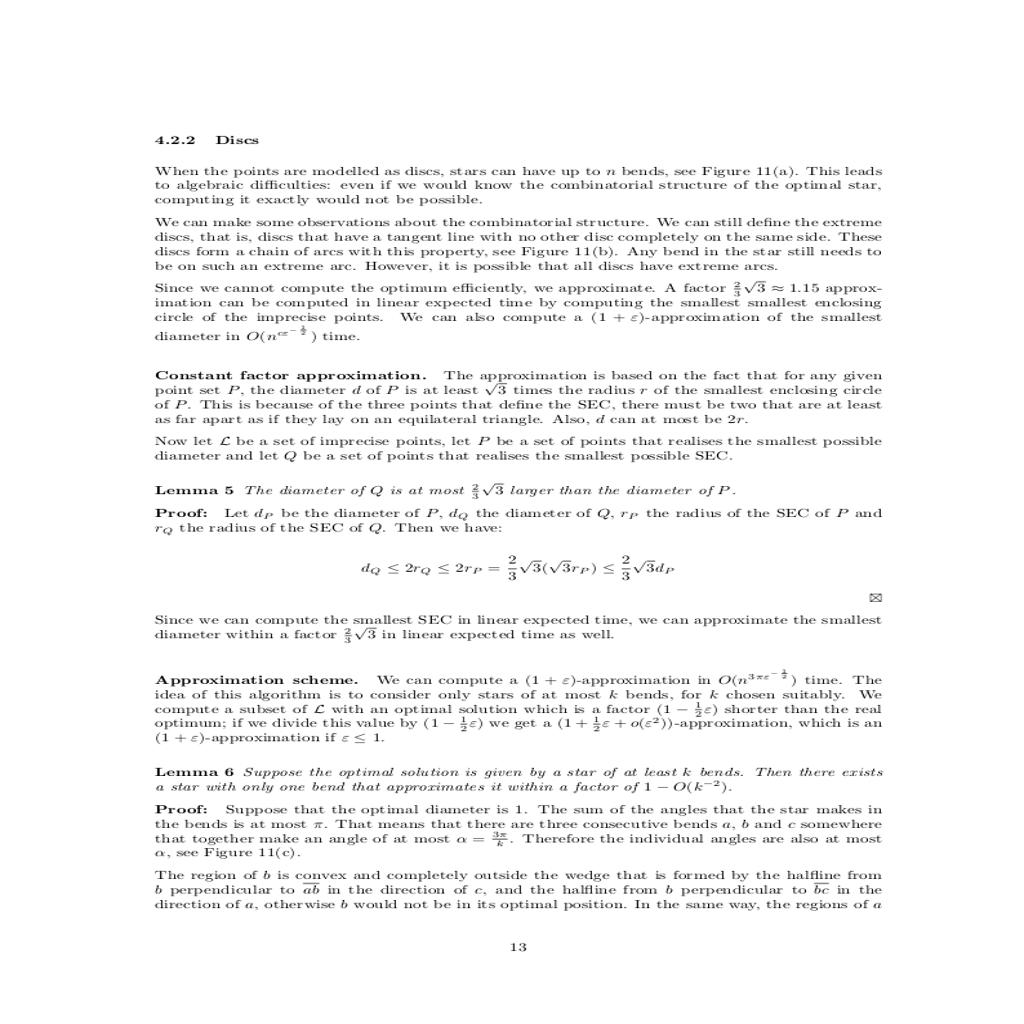 4.2.2 Discs
When the points are modelled as discs, stars can have up to n bends, see Figure 11(a). This leads
to algebraic difficulties: even if we would know the combinatorial structure of the optimal star,
computing it exactly would not be possible.
We can make some observations about the combinatorial structure. We can still define the extreme
discs, that is, discs that have a tangent line with no other disc completely on the same side. These
discs form a chain of arcs with this property, see Figure 11(b). Any bend in the star still needs to
be on such an extreme arc. However, it is possible that all discs have extreme arcs.
Since we cannot compute the optimum efficiently, we approximate. A factor $\frac{2}{3}\sqrt{3} \approx 1.15$ approx-
imation can be computed in linear expected time by computing the smallest smallest enclosing
circle of the imprecise points. We can also compute a (1 + ε)-approximation of the smallest
diameter in $O(n^{c\varepsilon^{-\frac{1}{2}}})$ time.
Constant factor approximation. The approximation is based on the fact that for any given
point set P, the diameter d of P is at least √3 times the radius r of the smallest enclosing circle
of P. This is because of the three points that define the SEC, there must be two that are at least
as far apart as if they lay on an equilateral triangle. Also, d can at most be 2r.
Now let $\mathcal{L}$ be a set of imprecise points, let P be a set of points that realises the smallest possible
diameter and let Q be a set of points that realises the smallest possible SEC.
Lemma 5 The diameter of Q is at most $\frac{2}{3}\sqrt{3}$ larger than the diameter of P.
Proof: Let $d_P$ be the diameter of P, $d_Q$ the diameter of Q, $r_P$ the radius of the SEC of P and
$r_Q$ the radius of the SEC of Q. Then we have:
$d_Q \leq 2r_Q \leq 2r_P = \frac{2}{3}\sqrt{3}(\sqrt{3}r_P) \leq \frac{2}{3}\sqrt{3}d_P$
⊠
Since we can compute the smallest SEC in linear expected time, we can approximate the smallest
diameter within a factor $\frac{2}{3}\sqrt{3}$ in linear expected time as well.
Approximation scheme. We can compute a (1 + ε)-approximation in $O(n^{3\pi\varepsilon^{-\frac{1}{2}}})$ time. The
idea of this algorithm is to consider only stars of at most k bends, for k chosen suitably. We
compute a subset of $\mathcal{L}$ with an optimal solution which is a factor $(1 - \frac{1}{2}\varepsilon)$ shorter than the real
optimum; if we divide this value by $(1 - \frac{1}{2}\varepsilon)$ we get a $(1 + \frac{1}{2}\varepsilon + o(\varepsilon^2))$-approximation, which is an
(1 + ε)-approximation if ε ≤ 1.
Lemma 6 Suppose the optimal solution is given by a star of at least k bends. Then there exists
a star with only one bend that approximates it within a factor of $1 - O(k^{-2})$.
Proof: Suppose that the optimal diameter is 1. The sum of the angles that the star makes in
the bends is at most π. That means that there are three consecutive bends a, b and c somewhere
that together make an angle of at most $\alpha = \frac{3\pi}{k}$. Therefore the individual angles are also at most
α, see Figure 11(c).
The region of b is convex and completely outside the wedge that is formed by the halfline from
b perpendicular to $\overline{ab}$ in the direction of c, and the halfline from b perpendicular to $\overline{bc}$ in the
direction of a, otherwise b would not be in its optimal position. In the same way, the regions of a
13